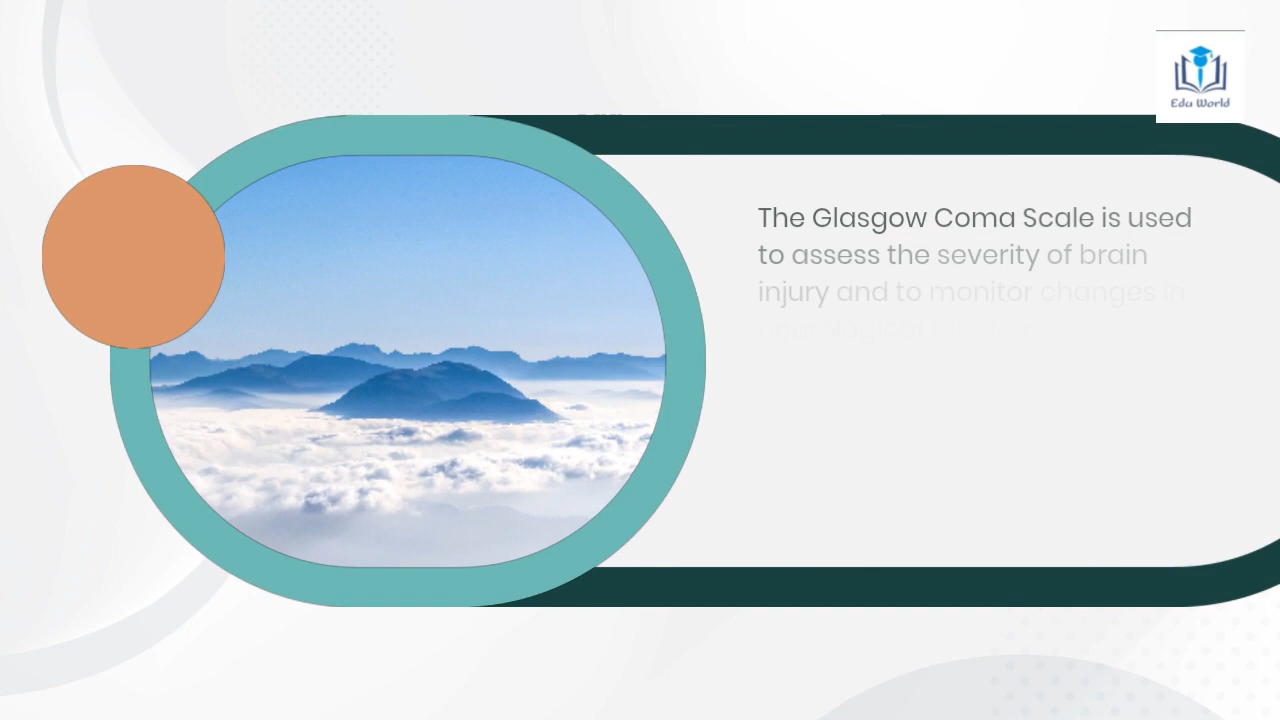 Edu World
The Glasgow Coma Scale is used
to assess the severity of brain
injury and to monitor changes in